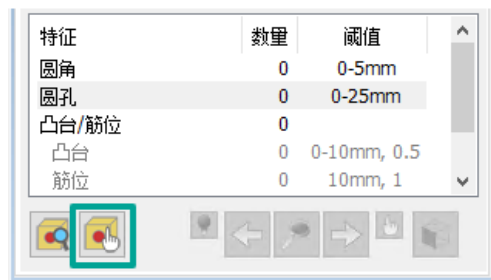 特征 数量 阈值
圆角 0 0-5mm
圆孔 0 0-25mm
凸台/筋位 0
凸台 0 0-10mm, 0.5
筋位 0 10mm, 1